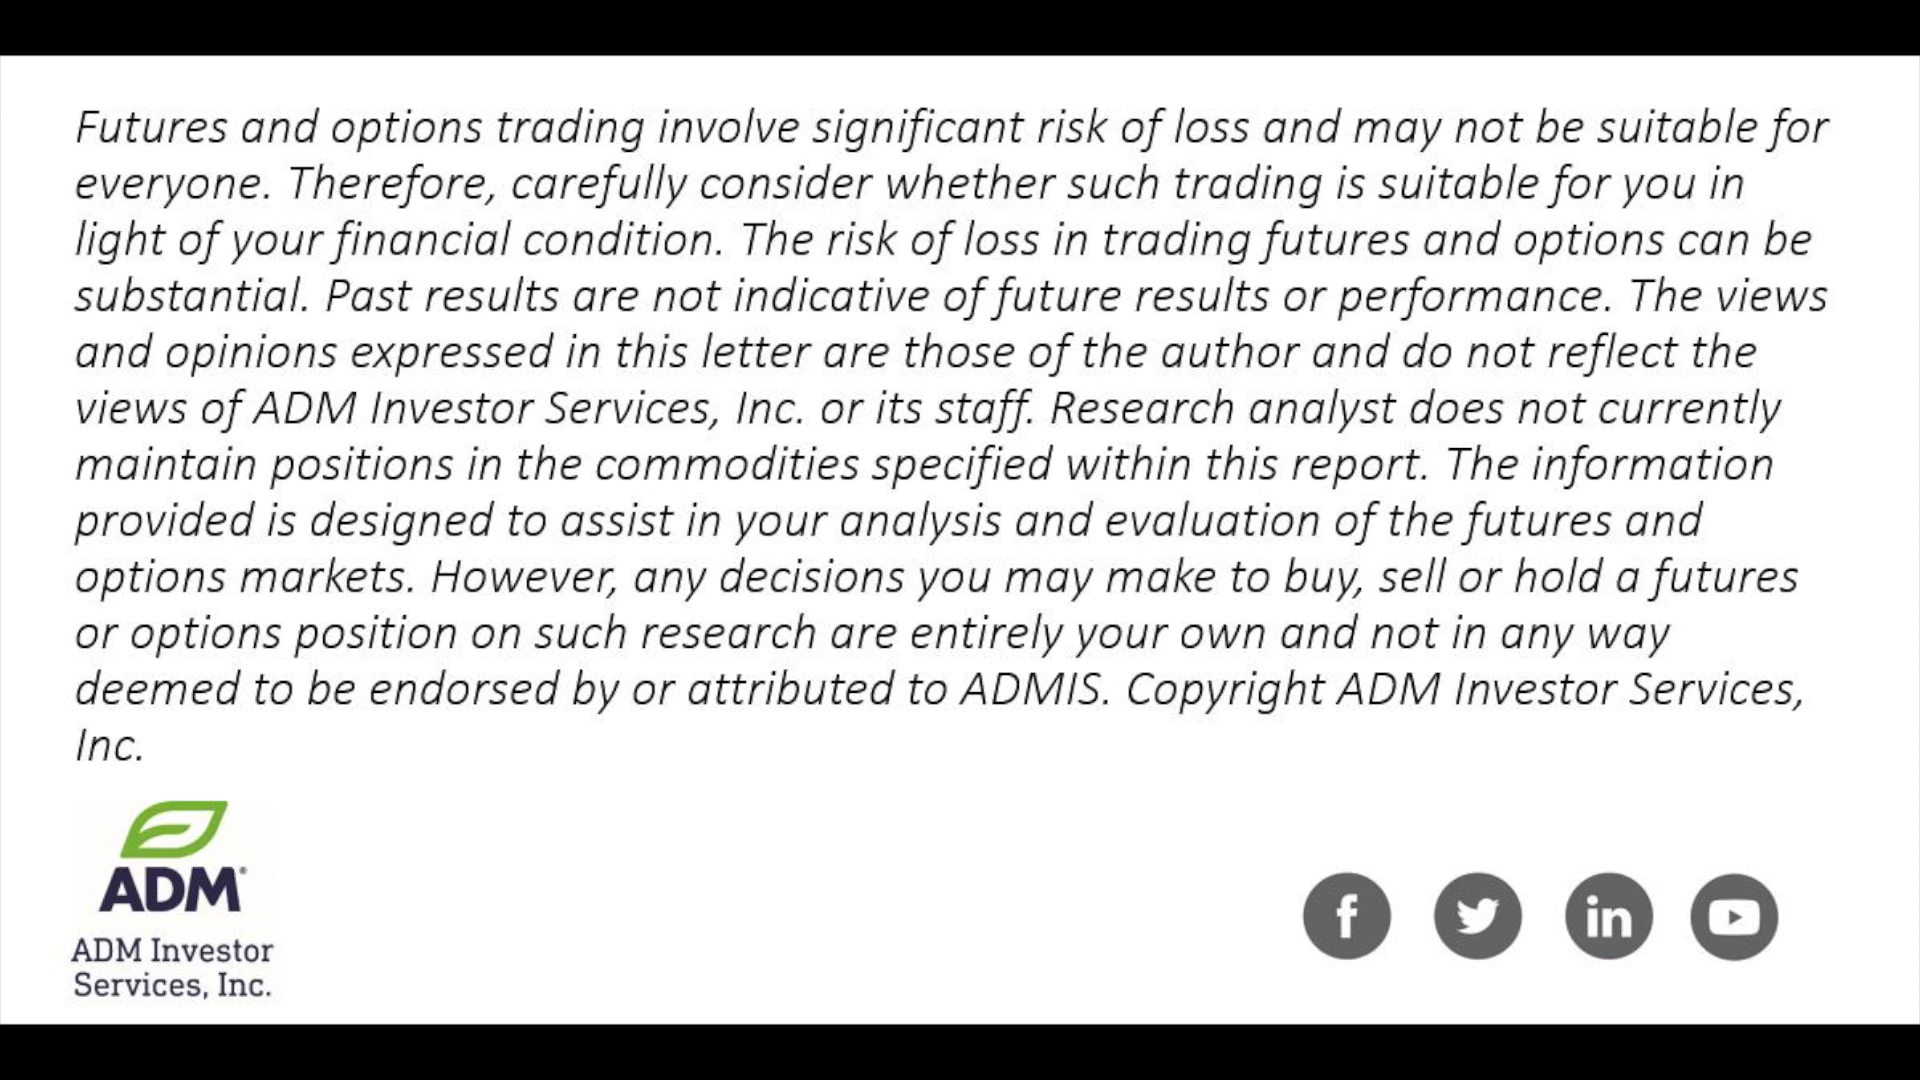 Futures and options trading involve significant risk of loss and may not be suitable for
everyone. Therefore, carefully consider whether such trading is suitable for you in
light of your financial condition. The risk of loss in trading futures and options can be
substantial. Past results are not indicative of future results or performance. The views
and opinions expressed in this letter are those of the author and do not reflect the
views of ADM Investor Services, Inc. or its staff. Research analyst does not currently
maintain positions in the commodities specified within this report. The information
provided is designed to assist in your analysis and evaluation of the futures and
options markets. However, any decisions you may make to buy, sell or hold a futures
or options position on such research are entirely your own and not in any way
deemed to be endorsed by or attributed to ADMIS. Copyright ADM Investor Services,
Inc.
ADM®
ADM Investor
Services, Inc.
f
in